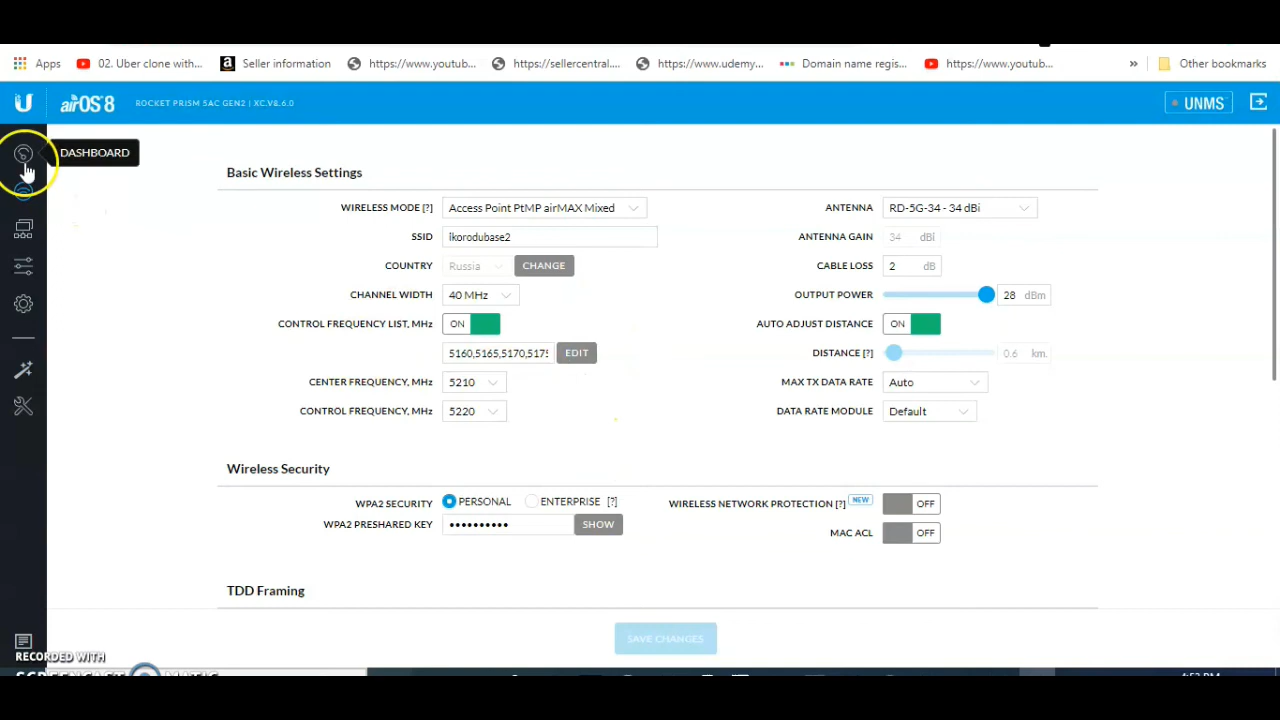 Apps 02. Uber clone with... a Seller information https://www.youtub... https://sellercentral.... https://www.udemy... Domain name regis... https://www.youtub... » Other bookmarks
airOS 8 ROCKET PRISM 5AC GEN2 | XC.V8.6.0 UNMS
DASHBOARD
Basic Wireless Settings
WIRELESS MODE [?] Access Point PtMP airMAX Mixed ANTENNA RD-5G-34 - 34 dBi
SSID ikorodubase2 ANTENNA GAIN 34 dBi
COUNTRY Russia CHANGE CABLE LOSS 2 dB
CHANNEL WIDTH 40 MHz OUTPUT POWER 28 dBm
CONTROL FREQUENCY LIST, MHz ON AUTO ADJUST DISTANCE ON
5160,5165,5170,5175 EDIT DISTANCE [?] 0.6 km.
CENTER FREQUENCY, MHz 5210 MAX TX DATA RATE Auto
CONTROL FREQUENCY, MHz 5220 DATA RATE MODULE Default
Wireless Security
WPA2 SECURITY PERSONAL ENTERPRISE [?] WIRELESS NETWORK PROTECTION [?] NEW OFF
WPA2 PRESHARED KEY •••••••••• SHOW
MAC ACL OFF
TDD Framing
SAVE CHANGES
RECORDED WITH